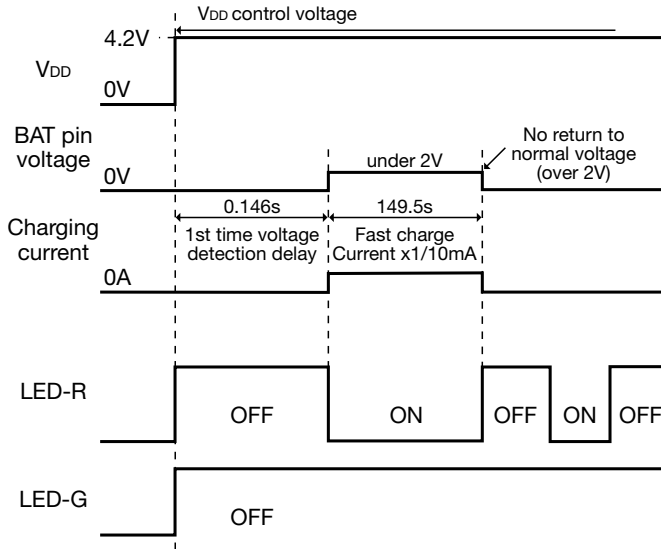 VDD control voltage
4.2V
VDD
0V
BAT pin
voltage
0V
under 2V
No return to
normal voltage
(over 2V)
0.146s
149.5s
Charging
current
1st time voltage
detection delay
Fast charge
Current x1/10mA
0A
LED-R
OFF
ON
OFF
ON
OFF
LED-G
OFF